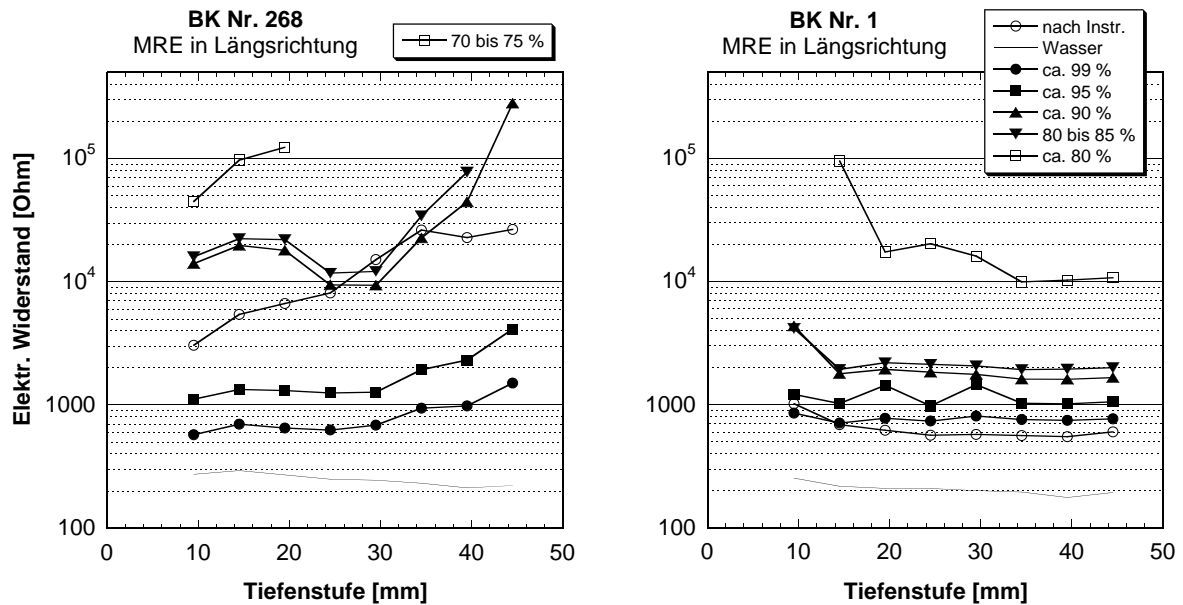 BK Nr. 268
MRE in Längsrichtung
70 bis 75 %
Elektr. Widerstand [Ohm]
10^5
10^4
1000
100
0 10 20 30 40 50
Tiefenstufe [mm]
BK Nr. 1
MRE in Längsrichtung
nach Instr.
Wasser
ca. 99 %
ca. 95 %
ca. 90 %
80 bis 85 %
ca. 80 %
10^5
10^4
1000
100
0 10 20 30 40 50
Tiefenstufe [mm]